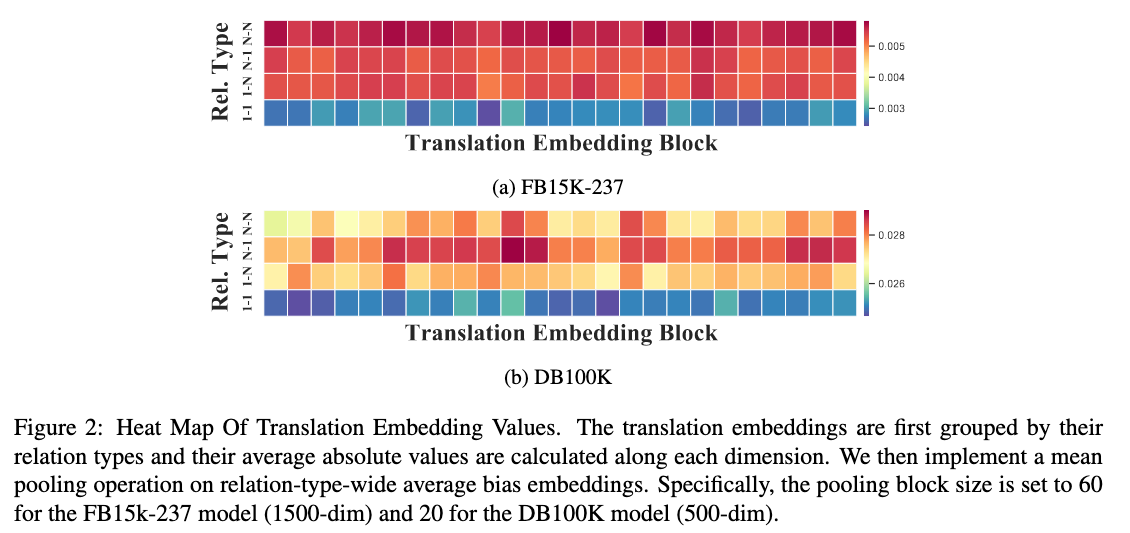 Rel. Type
N-N
N-1
1-N
1-1
0.005
0.004
0.003
Translation Embedding Block
(a) FB15K-237
Rel. Type
N-N
N-1
1-N
1-1
0.028
0.026
Translation Embedding Block
(b) DB100K
Figure 2: Heat Map Of Translation Embedding Values. The translation embeddings are first grouped by their
relation types and their average absolute values are calculated along each dimension. We then implement a mean
pooling operation on relation-type-wide average bias embeddings. Specifically, the pooling block size is set to 60
for the FB15k-237 model (1500-dim) and 20 for the DB100K model (500-dim).